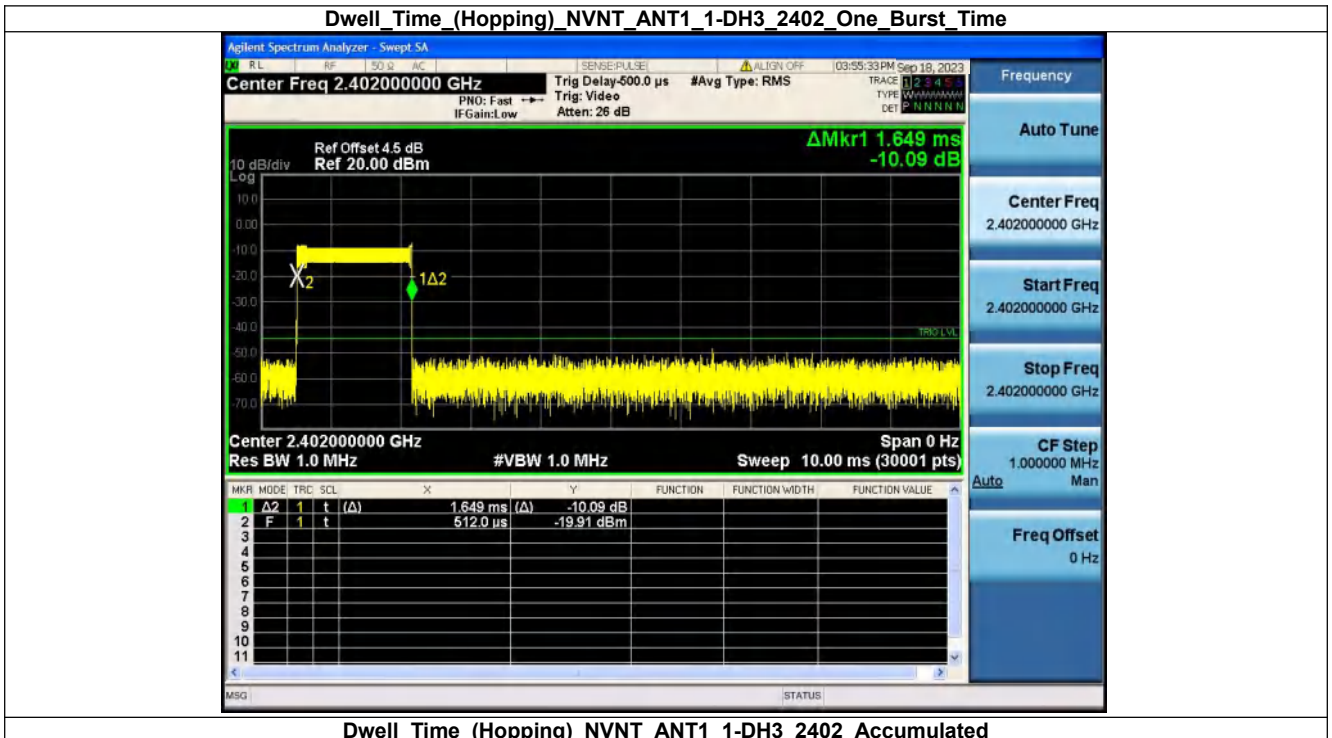 Dwell_Time_(Hopping)_NVNT_ANT1_1-DH3_2402_One_Burst_Time
Agilent Spectrum Analyzer - Swept SA
RL RF 50 Ω AC SENSE:PULSE ALIGN OFF 03:55:33 PM Sep 18, 2023
Center Freq 2.402000000 GHz Trig Delay-500.0 µs #Avg Type: RMS TRACE 1 2 3 4 5 6
PNO: Fast Trig: Video TYPE
IFGain:Low Atten: 26 dB DET P N N N N N
Frequency
Auto Tune
Center Freq
2.402000000 GHz
Start Freq
2.402000000 GHz
Stop Freq
2.402000000 GHz
CF Step
1.000000 MHz
Auto Man
Freq Offset
0 Hz
ΔMkr1 1.649 ms
-10.09 dB
Ref Offset 4.5 dB
10 dB/div Ref 20.00 dBm
Log
10.0
0.00
-10.0
-20.0
-30.0
-40.0
-50.0
-60.0
-70.0
X2
1Δ2
TRIG LVL
Center 2.402000000 GHz Span 0 Hz
Res BW 1.0 MHz #VBW 1.0 MHz Sweep 10.00 ms (30001 pts)
MKR MODE TRC SCL X Y FUNCTION FUNCTION WIDTH FUNCTION VALUE
1 Δ2 1 t (Δ) 1.649 ms (Δ) -10.09 dB
2 F 1 t 512.0 µs -19.91 dBm
3
4
5
6
7
8
9
10
11
MSG STATUS
Dwell_Time_(Hopping)_NVNT_ANT1_1-DH3_2402_Accumulated